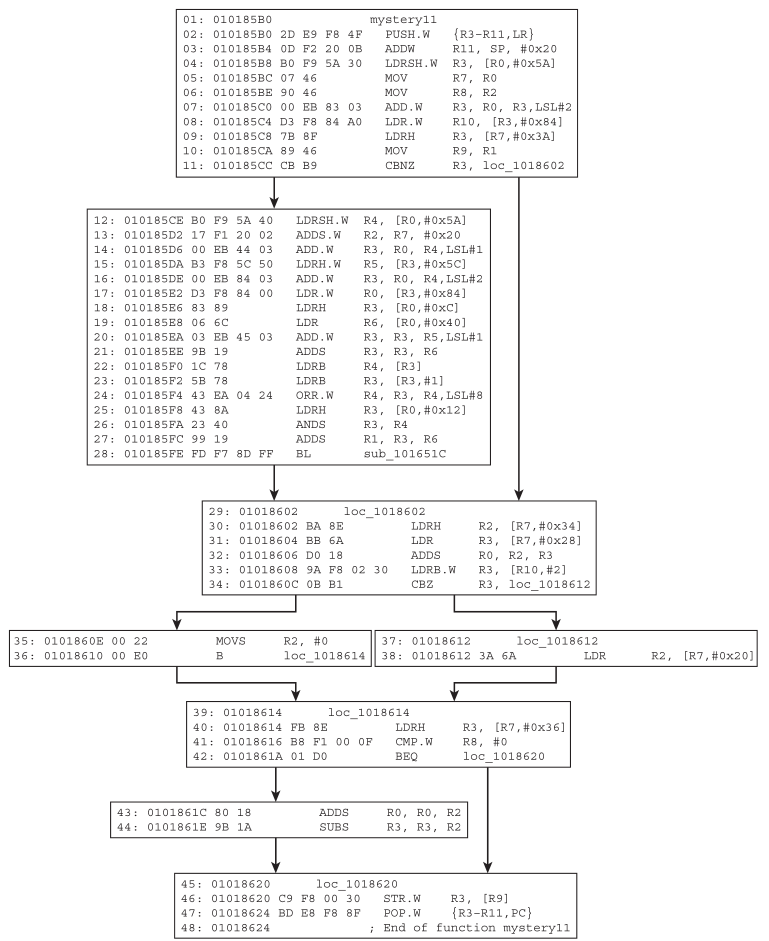 01: 010185B0 mystery11
02: 010185B0 2D E9 F8 4F PUSH.W {R3-R11,LR}
03: 010185B4 0D F2 20 0B ADDW R11, SP, #0x20
04: 010185B8 B0 F9 5A 30 LDRSH.W R3, [R0,#0x5A]
05: 010185BC 07 46 MOV R7, R0
06: 010185BE 90 46 MOV R8, R2
07: 010185C0 00 EB 83 03 ADD.W R3, R0, R3,LSL#2
08: 010185C4 D3 F8 84 A0 LDR.W R10, [R3,#0x84]
09: 010185C8 7B 8F LDRH R3, [R7,#0x3A]
10: 010185CA 89 46 MOV R9, R1
11: 010185CC CB B9 CBNZ R3, loc_1018602
12: 010185CE B0 F9 5A 40 LDRSH.W R4, [R0,#0x5A]
13: 010185D2 17 F1 20 02 ADDS.W R2, R7, #0x20
14: 010185D6 00 EB 44 03 ADD.W R3, R0, R4,LSL#1
15: 010185DA B3 F8 5C 50 LDRH.W R5, [R3,#0x5C]
16: 010185DE 00 EB 84 03 ADD.W R3, R0, R4,LSL#2
17: 010185E2 D3 F8 84 00 LDR.W R0, [R3,#0x84]
18: 010185E6 83 89 LDRH R3, [R0,#0xC]
19: 010185E8 06 6C LDR R6, [R0,#0x40]
20: 010185EA 03 EB 45 03 ADD.W R3, R3, R5,LSL#1
21: 010185EE 9B 19 ADDS R3, R3, R6
22: 010185F0 1C 78 LDRB R4, [R3]
23: 010185F2 5B 78 LDRB R3, [R3,#1]
24: 010185F4 43 EA 04 24 ORR.W R4, R3, R4,LSL#8
25: 010185F8 43 8A LDRH R3, [R0,#0x12]
26: 010185FA 23 40 ANDS R3, R4
27: 010185FC 99 19 ADDS R1, R3, R6
28: 010185FE FD F7 8D FF BL sub_101651C
29: 01018602 loc_1018602
30: 01018602 BA 8E LDRH R2, [R7,#0x34]
31: 01018604 BB 6A LDR R3, [R7,#0x28]
32: 01018606 D0 18 ADDS R0, R2, R3
33: 01018608 9A F8 02 30 LDRB.W R3, [R10,#2]
34: 0101860C 0B B1 CBZ R3, loc_1018612
35: 0101860E 00 22 MOVS R2, #0
36: 01018610 00 E0 B loc_1018614
37: 01018612 loc_1018612
38: 01018612 3A 6A LDR R2, [R7,#0x20]
39: 01018614 loc_1018614
40: 01018614 FB 8E LDRH R3, [R7,#0x36]
41: 01018616 B8 F1 00 0F CMP.W R8, #0
42: 0101861A 01 D0 BEQ loc_1018620
43: 0101861C 80 18 ADDS R0, R0, R2
44: 0101861E 9B 1A SUBS R3, R3, R2
45: 01018620 loc_1018620
46: 01018620 C9 F8 00 30 STR.W R3, [R9]
47: 01018624 BD E8 F8 8F POP.W {R3-R11,PC}
48: 01018624 ; End of function mystery11